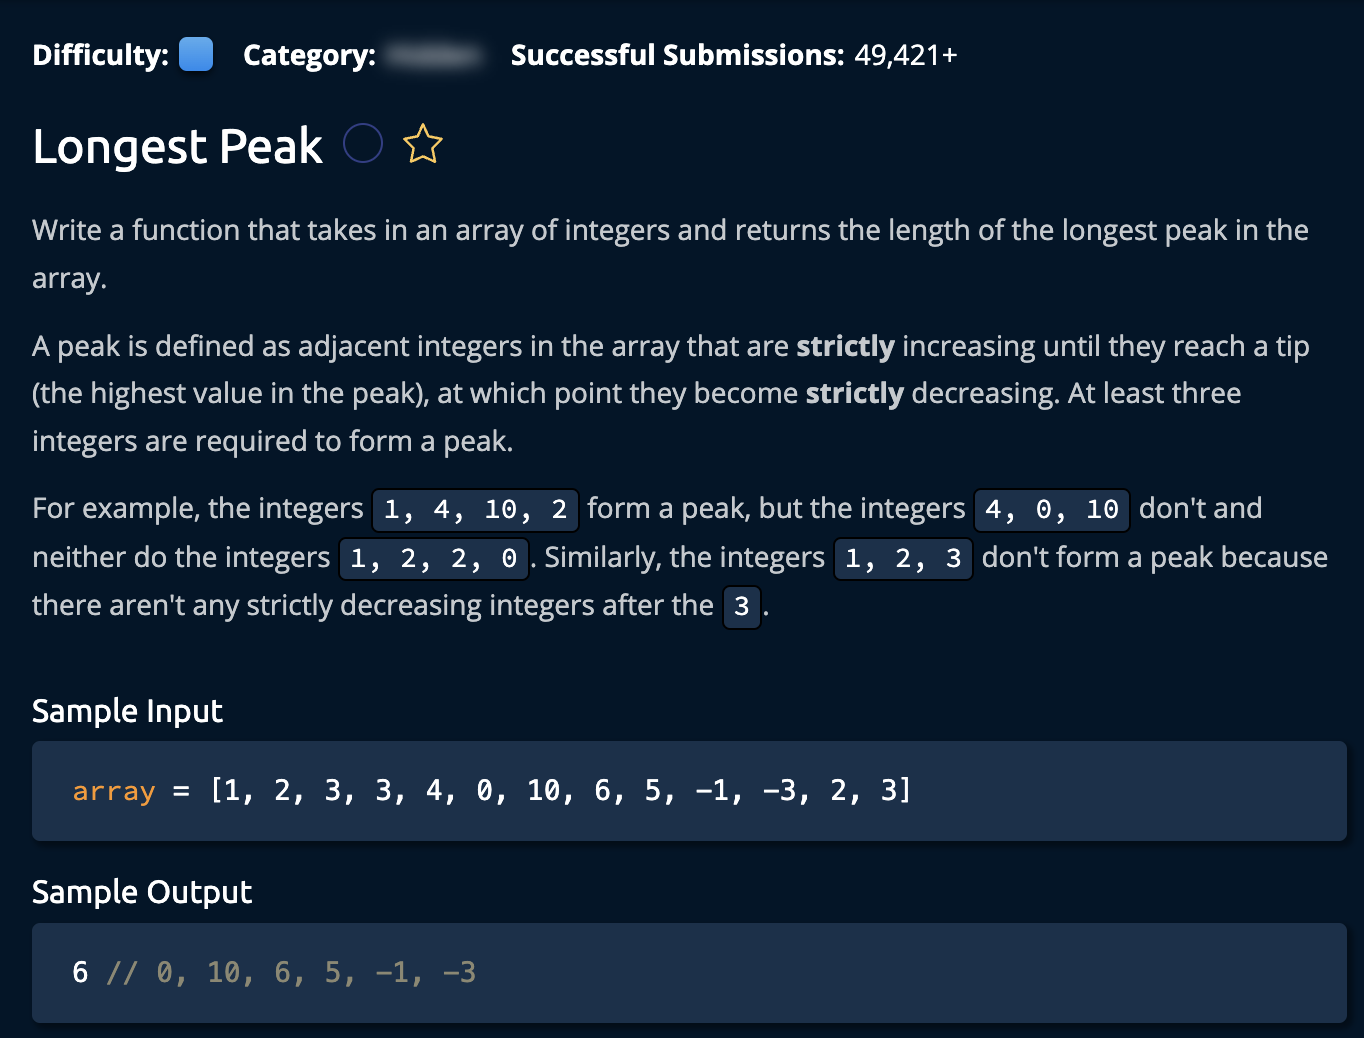 Difficulty: Category: Successful Submissions: 49,421+
Longest Peak
Write a function that takes in an array of integers and returns the length of the longest peak in the
array.
A peak is defined as adjacent integers in the array that are strictly increasing until they reach a tip
(the highest value in the peak), at which point they become strictly decreasing. At least three
integers are required to form a peak.
For example, the integers 1, 4, 10, 2 form a peak, but the integers 4, 0, 10 don't and
neither do the integers 1, 2, 2, 0. Similarly, the integers 1, 2, 3 don't form a peak because
there aren't any strictly decreasing integers after the 3.
Sample Input
array = [1, 2, 3, 3, 4, 0, 10, 6, 5, -1, -3, 2, 3]
Sample Output
6 // 0, 10, 6, 5, -1, -3